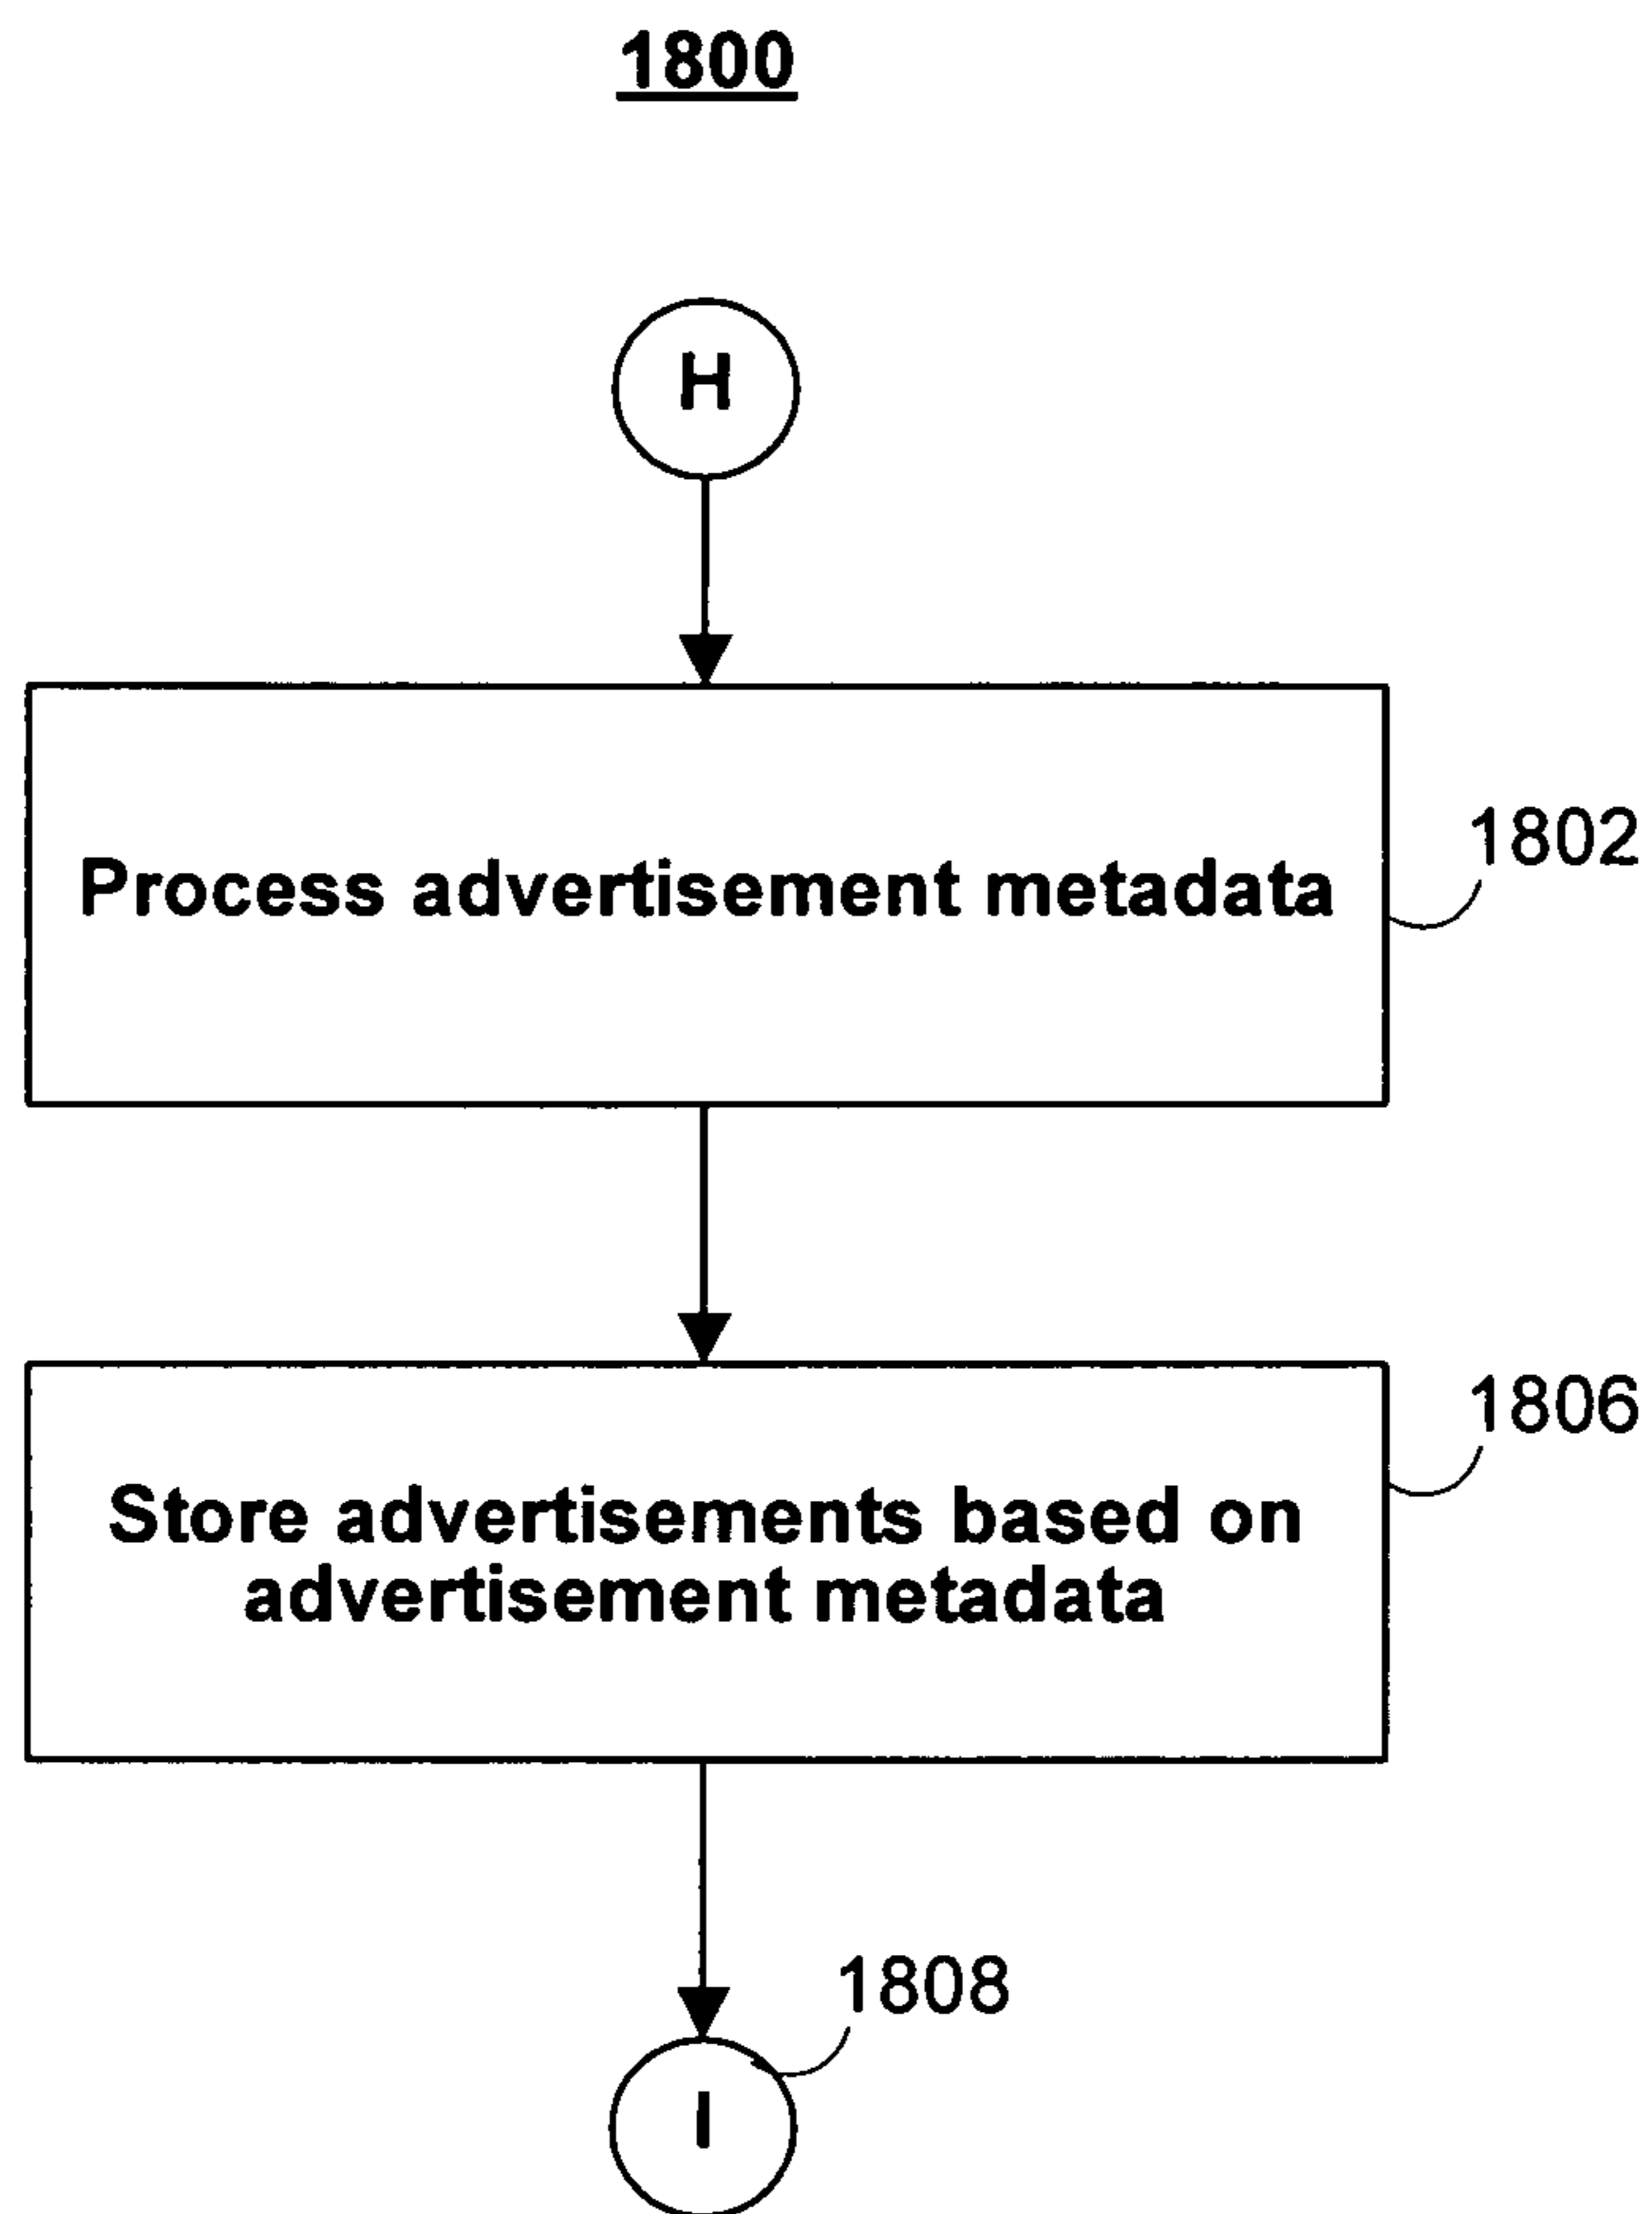 1800
H
Process advertisement metadata
1802
Store advertisements based on
advertisement metadata
1806
1808
I